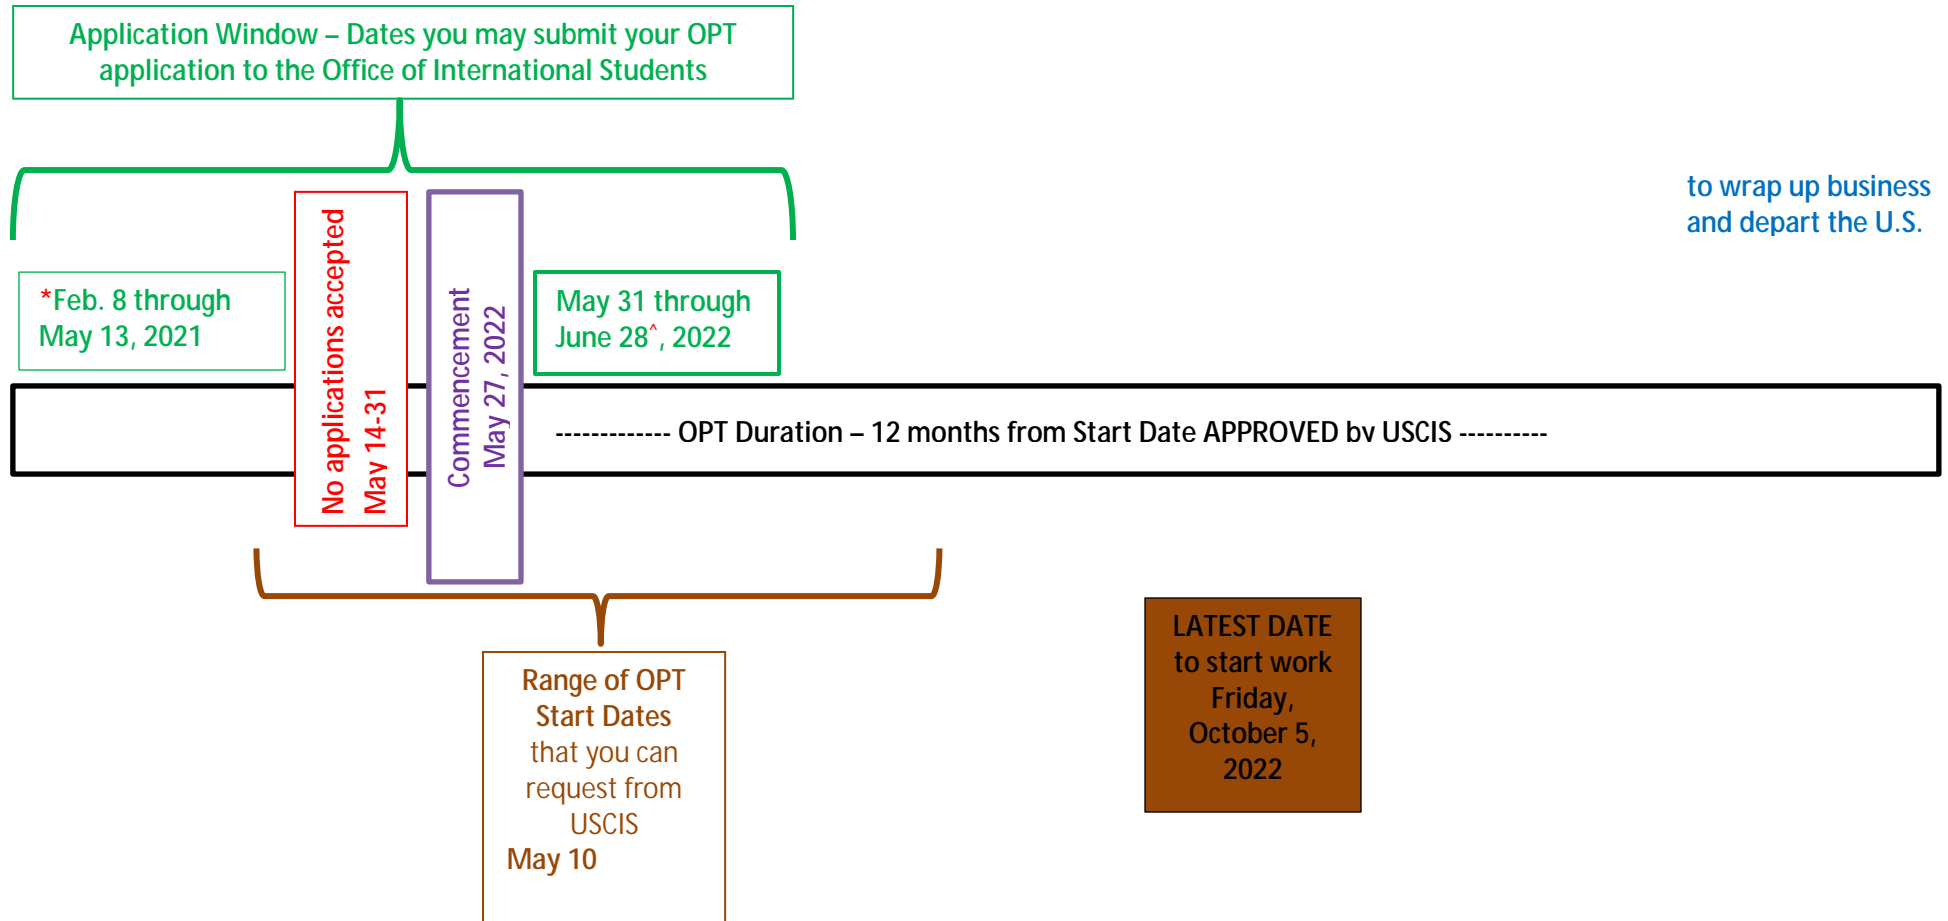 Application Window – Dates you may submit your OPT
application to the Office of International Students
to wrap up business
and depart the U.S.
*Feb. 8 through
May 13, 2021
No applications accepted
May 14-31
Commencement
May 27, 2022
May 31 through
June 28^, 2022
------------- OPT Duration – 12 months from Start Date APPROVED by USCIS ----------
Range of OPT
Start Dates
that you can
request from
USCIS
May 10
LATEST DATE
to start work
Friday,
October 5,
2022